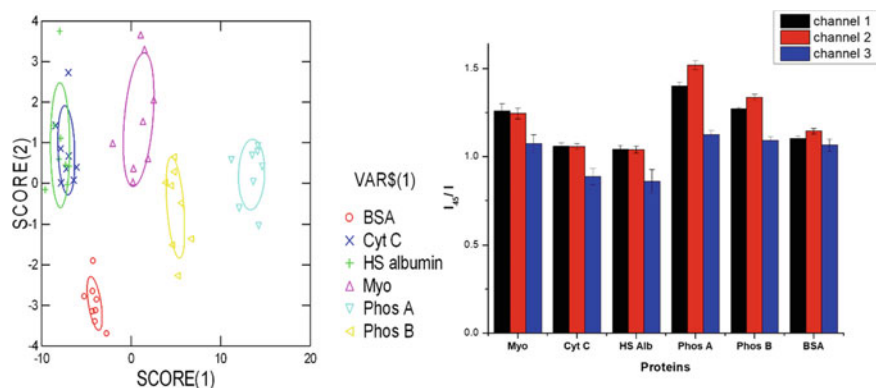 4
3
2
1
0
-1
-2
-3
-4
SCORE(2)
-10 0 10 20
SCORE(1)
VAR$(1)
BSA
Cyt C
HS albumin
Myo
Phos A
Phos B
channel 1
channel 2
channel 3
1.5
1.0
0.5
0.0
I45/ I
Myo Cyt C HS Alb Phos A Phos B BSA
Proteins